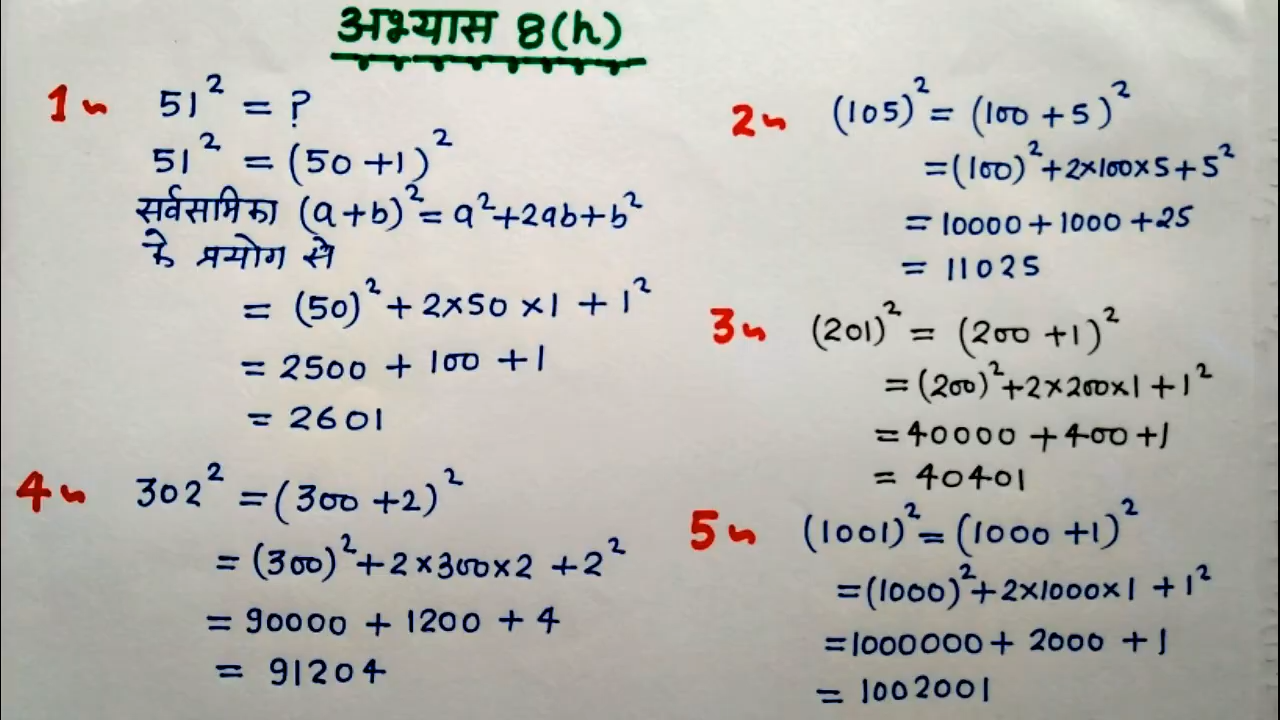 अभ्यास 8(h)
1~ 51² = ?
51² = (50 +1)²
सर्वसमिका (a+b)² = a²+2ab+b²
के प्रयोग से
= (50)² + 2×50 ×1 + 1²
= 2500 + 100 +1
= 2601
2~ (105)² = (100 +5)²
=(100)²+2×100×5+5²
= 10000 + 1000 +25
= 11025
3~ (201)² = (200 +1)²
=(200)²+2×200×1 +1²
=40000 +400+1
= 40401
4~ 302² =(300 +2)²
= (300)²+2×300×2 +2²
= 90000 + 1200 + 4
= 91204
5~ (1001)² = (1000 +1)²
=(1000)²+2×1000×1 +1²
=1000000+ 2000 +1
= 1002001